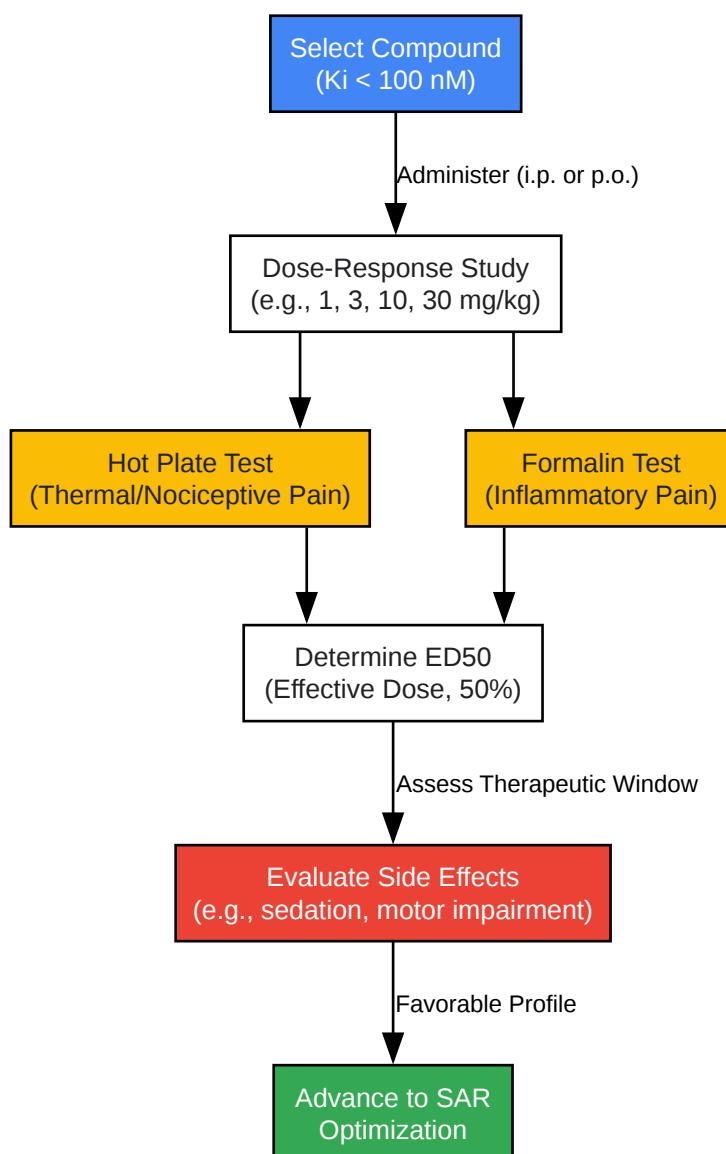 Select Compound
(Ki < 100 nM)
Administer (i.p. or p.o.)
Dose-Response Study
(e.g., 1, 3, 10, 30 mg/kg)
Hot Plate Test
(Thermal/Nociceptive Pain)
Formalin Test
(Inflammatory Pain)
Determine ED50
(Effective Dose, 50%)
Assess Therapeutic Window
Evaluate Side Effects
(e.g., sedation, motor impairment)
Favorable Profile
Advance to SAR
Optimization